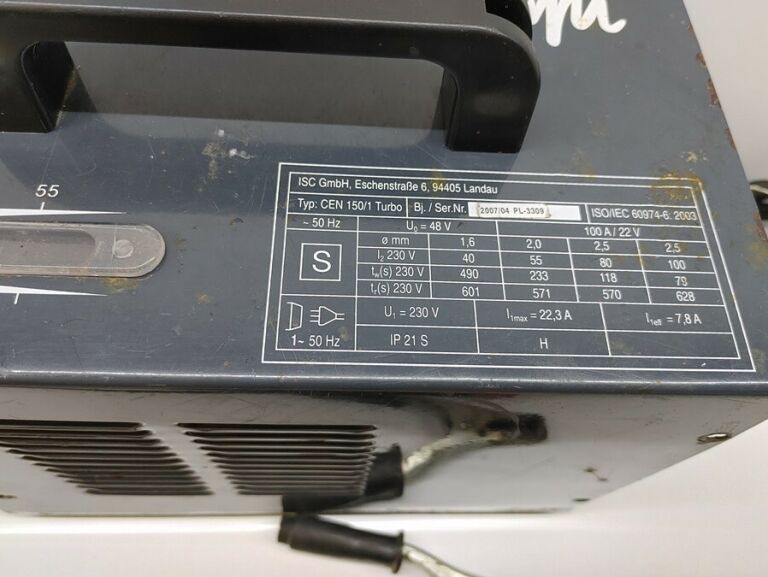 55
ISC GmbH, Eschenstraße 6, 94405 Landau
Typ: CEN 150/1 Turbo Bj. / Ser.Nr. 2007/04 PL-3309 ISO/IEC 60974-6: 2003
~ 50 Hz U₀ = 48 V 100 A / 22 V
S
ø mm 1,6 2,0 2,5 2,5
I₂ 230 V 40 55 80 100
tw(s) 230 V 490 233 118 79
tr(s) 230 V 601 571 570 628
U₁ = 230 V I1max = 22,3 A I1eff = 7,8 A
1~ 50 Hz IP 21 S H